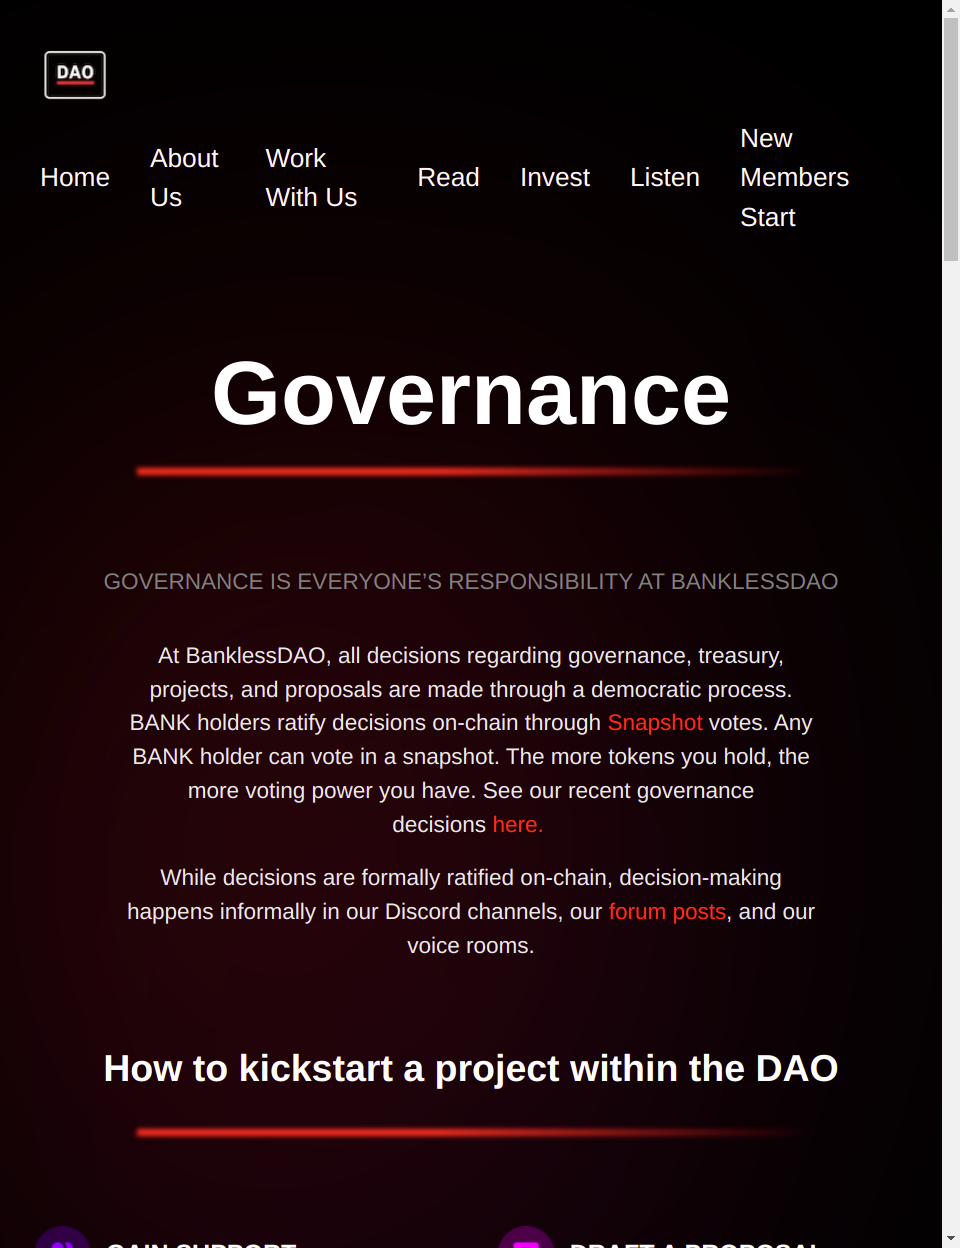 DAO
Home
About
Us
Work
With Us
Read
Invest
Listen
New
Members
Start
Governance
GOVERNANCE IS EVERYONE’S RESPONSIBILITY AT BANKLESSDAO
At BanklessDAO, all decisions regarding governance, treasury,
projects, and proposals are made through a democratic process.
BANK holders ratify decisions on-chain through Snapshot votes. Any
BANK holder can vote in a snapshot. The more tokens you hold, the
more voting power you have. See our recent governance
decisions here.
While decisions are formally ratified on-chain, decision-making
happens informally in our Discord channels, our forum posts, and our
voice rooms.
How to kickstart a project within the DAO
GAIN SUPPORT
DRAFT A PROPOSAL